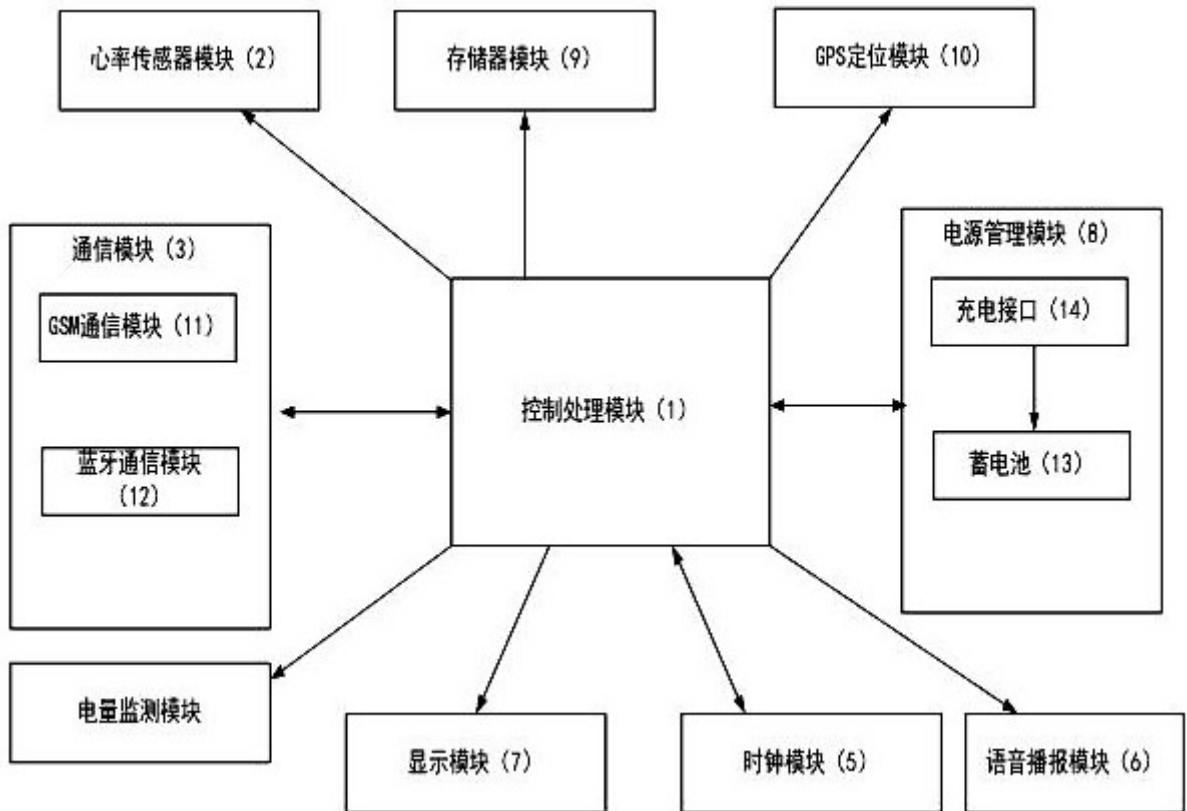 心率传感器模块（2）
存储器模块（9）
GPS定位模块（10）
通信模块（3）
GSM通信模块（11）
蓝牙通信模块
（12）
控制处理模块（1）
电源管理模块（8）
充电接口（14）
蓄电池（13）
电量监测模块
显示模块（7）
时钟模块（5）
语音播报模块（6）